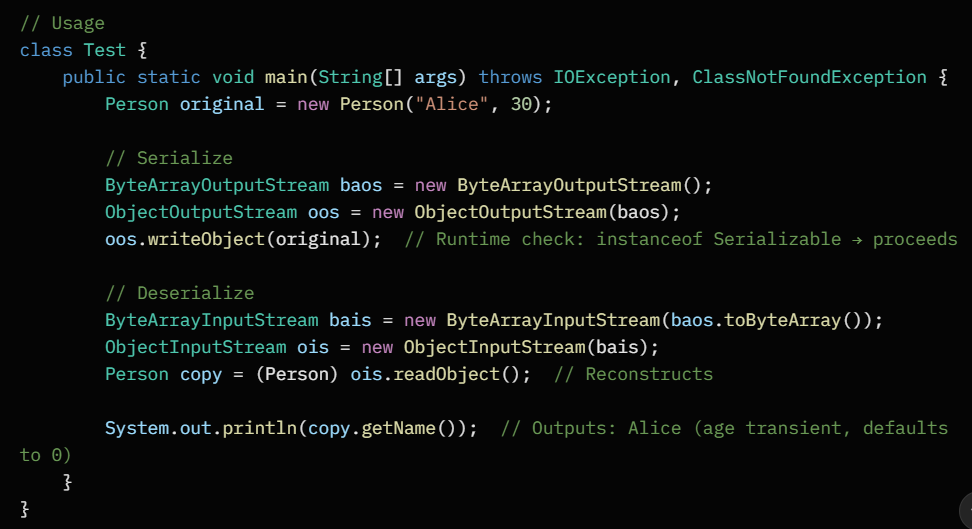 // Usage
class Test {
    public static void main(String[] args) throws IOException, ClassNotFoundException {
        Person original = new Person("Alice", 30);

        // Serialize
        ByteArrayOutputStream baos = new ByteArrayOutputStream();
        ObjectOutputStream oos = new ObjectOutputStream(baos);
        oos.writeObject(original);  // Runtime check: instanceof Serializable → proceeds

        // Deserialize
        ByteArrayInputStream bais = new ByteArrayInputStream(baos.toByteArray());
        ObjectInputStream ois = new ObjectInputStream(bais);
        Person copy = (Person) ois.readObject();  // Reconstructs

        System.out.println(copy.getName());  // Outputs: Alice (age transient, defaults
to 0)
    }
}